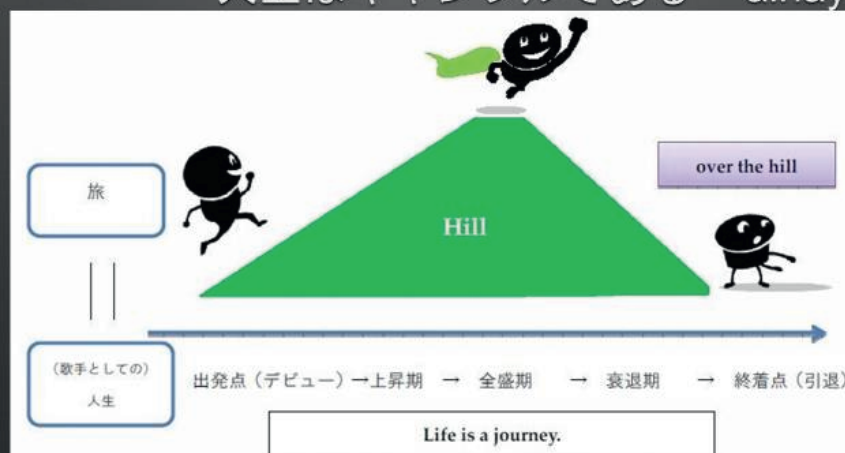 over the hill
旅
Hill
(歌手としての)
人生
出発点(デビュー)→上昇期 → 全盛期 → 衰退期 → 終着点(引退)
Life is a journey.